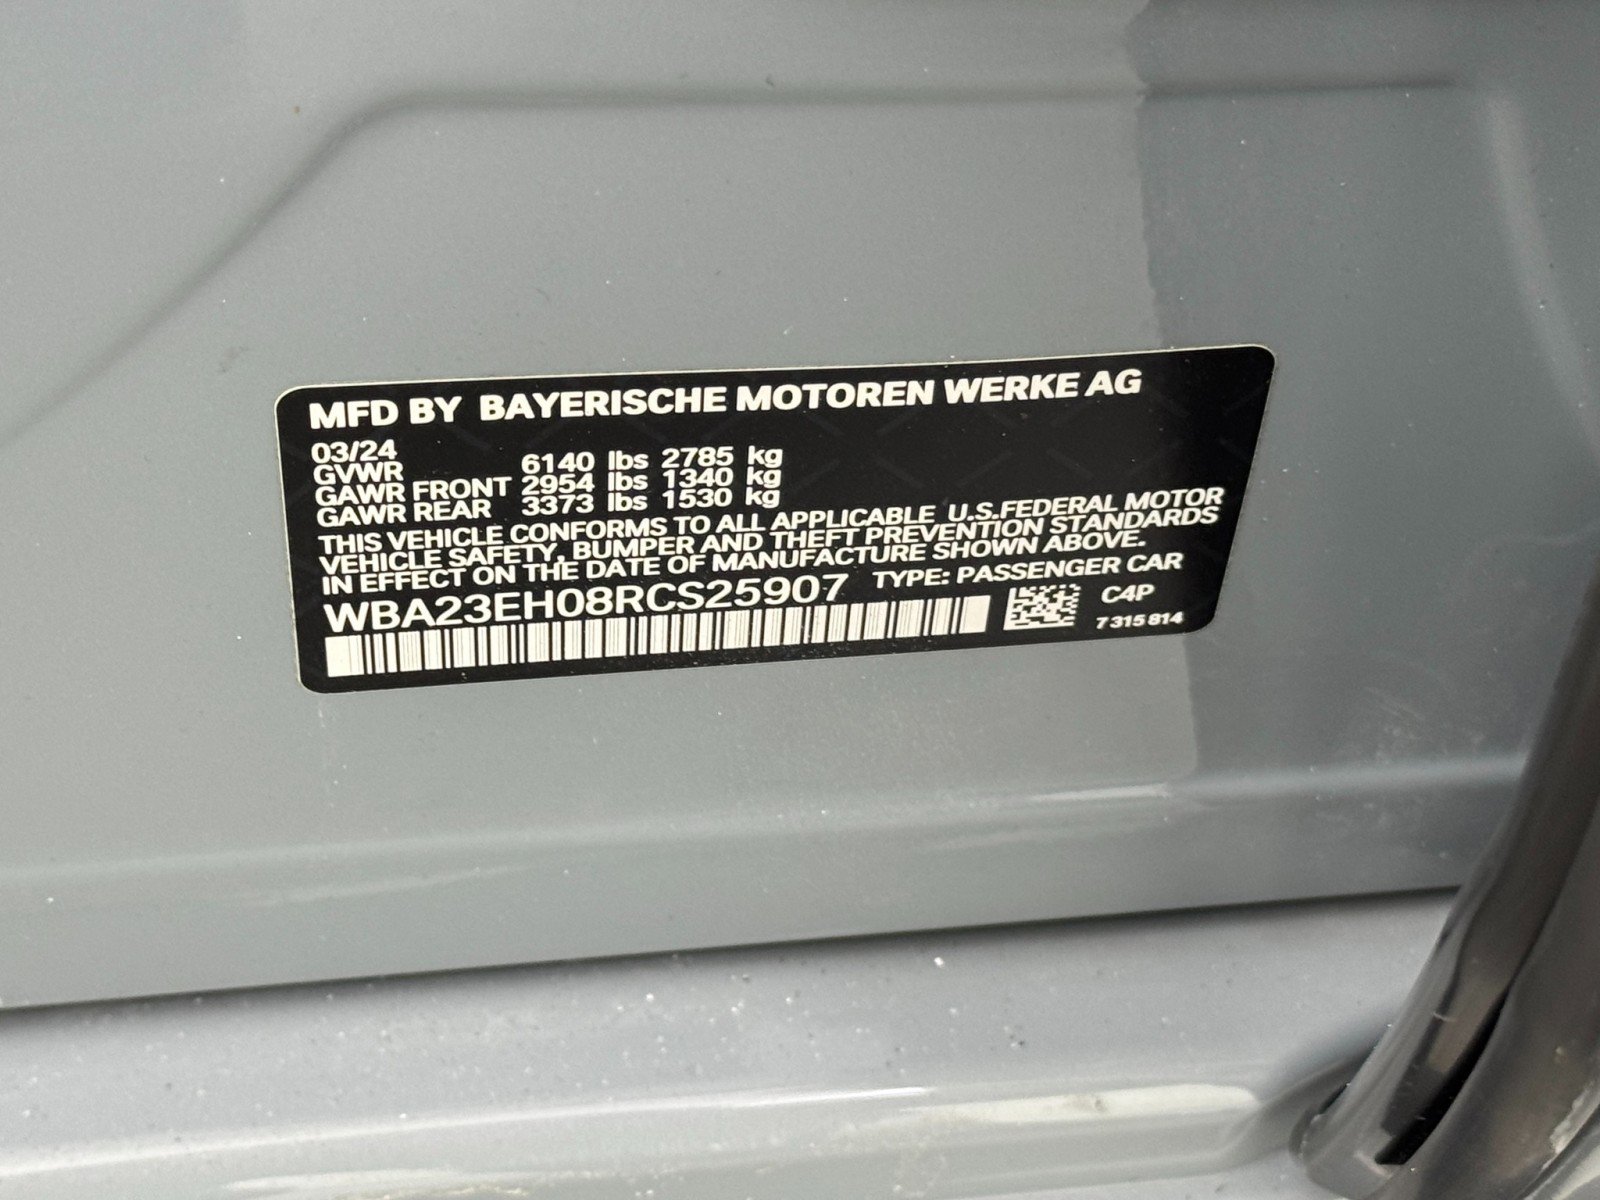 MFD BY BAYERISCHE MOTOREN WERKE AG
03/24
GVWR 6140 lbs 2785 kg
GAWR FRONT 2954 lbs 1340 kg
GAWR REAR 3373 lbs 1530 kg
THIS VEHICLE CONFORMS TO ALL APPLICABLE U.S.FEDERAL MOTOR
VEHICLE SAFETY, BUMPER AND THEFT PREVENTION STANDARDS
IN EFFECT ON THE DATE OF MANUFACTURE SHOWN ABOVE.
WBA23EH08RCS25907 TYPE: PASSENGER CAR
C4P
7 315 814